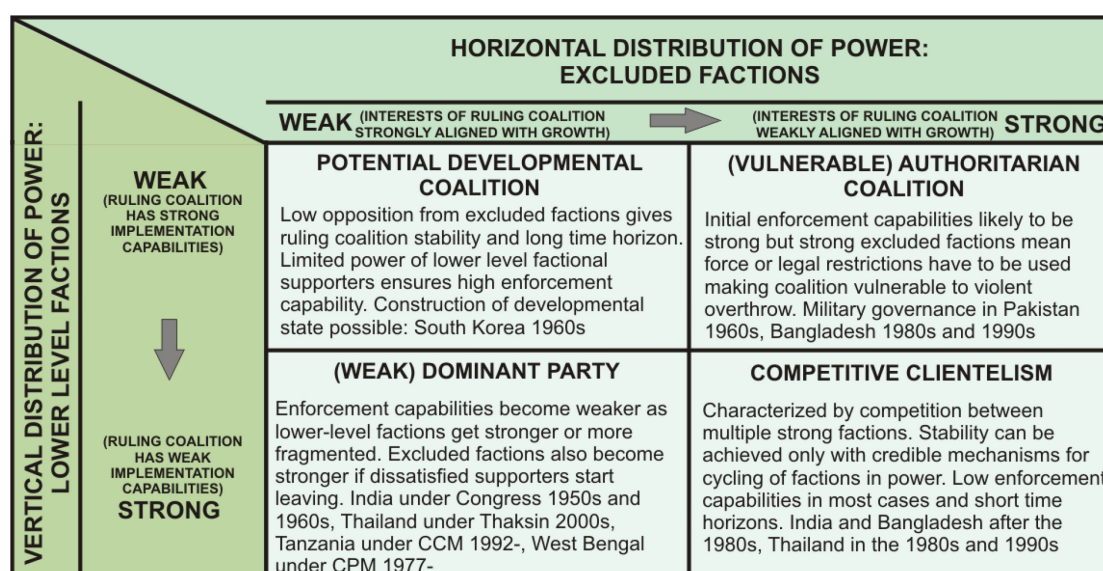 HORIZONTAL DISTRIBUTION OF POWER:
EXCLUDED FACTIONS
WEAK (INTERESTS OF RULING COALITION
STRONGLY ALIGNED WITH GROWTH)
(INTERESTS OF RULING COALITION
WEAKLY ALIGNED WITH GROWTH) STRONG
VERTICAL DISTRIBUTION OF POWER:
LOWER LEVEL FACTIONS
WEAK
(RULING COALITION
HAS STRONG
IMPLEMENTATION
CAPABILITIES)
POTENTIAL DEVELOPMENTAL
COALITION
Low opposition from excluded factions gives
ruling coalition stability and long time horizon.
Limited power of lower level factional
supporters ensures high enforcement
capability. Construction of developmental
state possible: South Korea 1960s
(VULNERABLE) AUTHORITARIAN
COALITION
Initial enforcement capabilities likely to be
strong but strong excluded factions mean
force or legal restrictions have to be used
making coalition vulnerable to violent
overthrow. Military governance in Pakistan
1960s, Bangladesh 1980s and 1990s
(RULING COALITION
HAS WEAK
IMPLEMENTATION
CAPABILITIES)
STRONG
(WEAK) DOMINANT PARTY
Enforcement capabilities become weaker as
lower-level factions get stronger or more
fragmented. Excluded factions also become
stronger if dissatisfied supporters start
leaving. India under Congress 1950s and
1960s, Thailand under Thaksin 2000s,
Tanzania under CCM 1992-, West Bengal
under CPM 1977-
COMPETITIVE CLIENTELISM
Characterized by competition between
multiple strong factions. Stability can be
achieved only with credible mechanisms for
cycling of factions in power. Low enforcement
capabilities in most cases and short time
horizons. India and Bangladesh after the
1980s, Thailand in the 1980s and 1990s